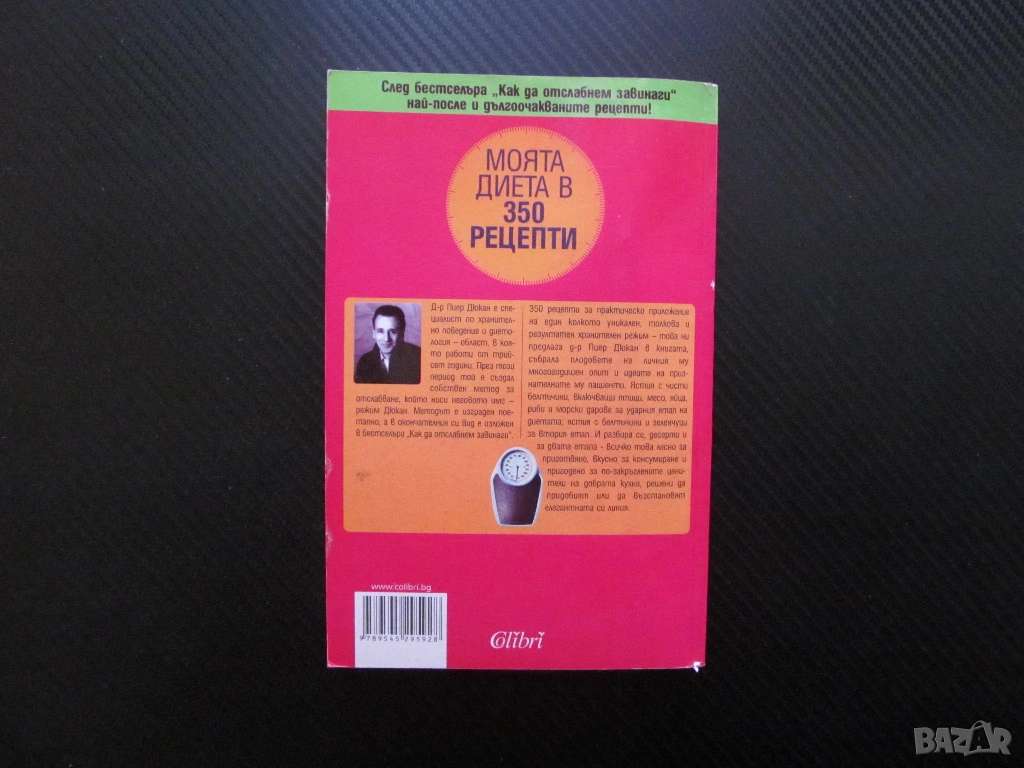 След бестселъра „Как да отслабнем завинаги“
най-после и дългоочакваните рецепти!
МОЯТА
ДИЕТА В
350
РЕЦЕПТИ
Д-р Пиер Дюкан е спе-
циалист по хранител-
но поведение и дието-
логия – област, в коя-
то работи от трий-
сет години. През този
период той е създал
собствен метод за
отслабване, който носи неговото име –
режим Дюкан. Методът е изграден пое-
тапно, а в окончателния си вид е изложен
в бестселъра „Как да отслабнем завинаги“.
350 рецепти за практическо приложение
на един колкото уникален, толкова и
резултатен хранителен режим – това ни
предлага д-р Пиер Дюкан в книгата,
събрала плодовете на личния му
многогодишен опит и идеите на приз-
нателните му пациенти. Ястия с чисти
белтъчини, включващи птици, месо, яйца,
риби и морски дарове за ударния етап на
диетата, ястия с белтъчини и зеленчуци
за втория етап. И разбира се, десерти и
за двата етапа - всичко това лесно за
приготвяне, вкусно за консумиране и
пригодено за по-закръглените цени-
тели на добрата кухня, решени да
придобият или да възстановят
елегантната си линия.
www.colibri.bg
9 789545 295928
Colibri
BAZAR